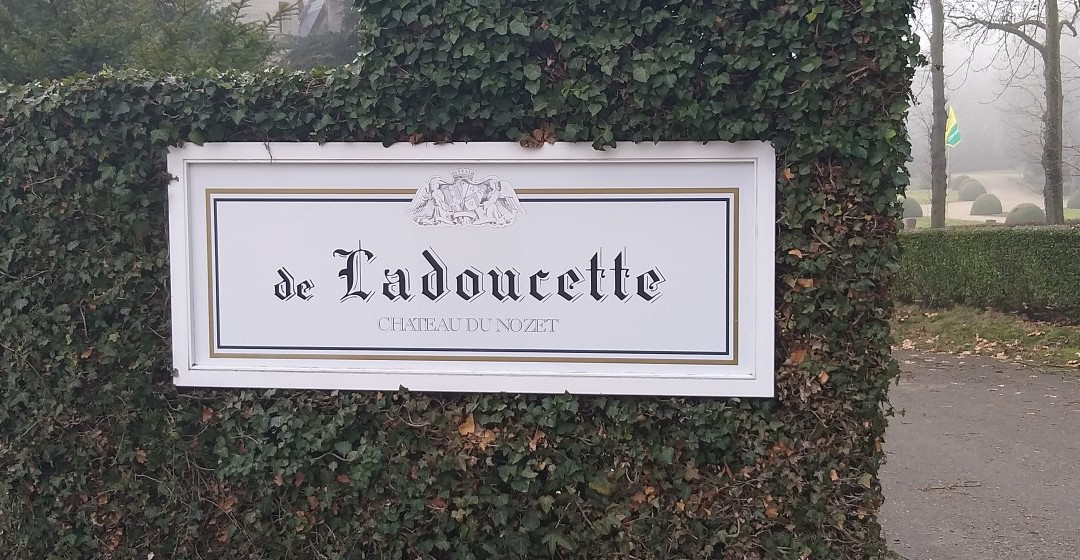 de Ladoucette
CHATEAU DU NOZET